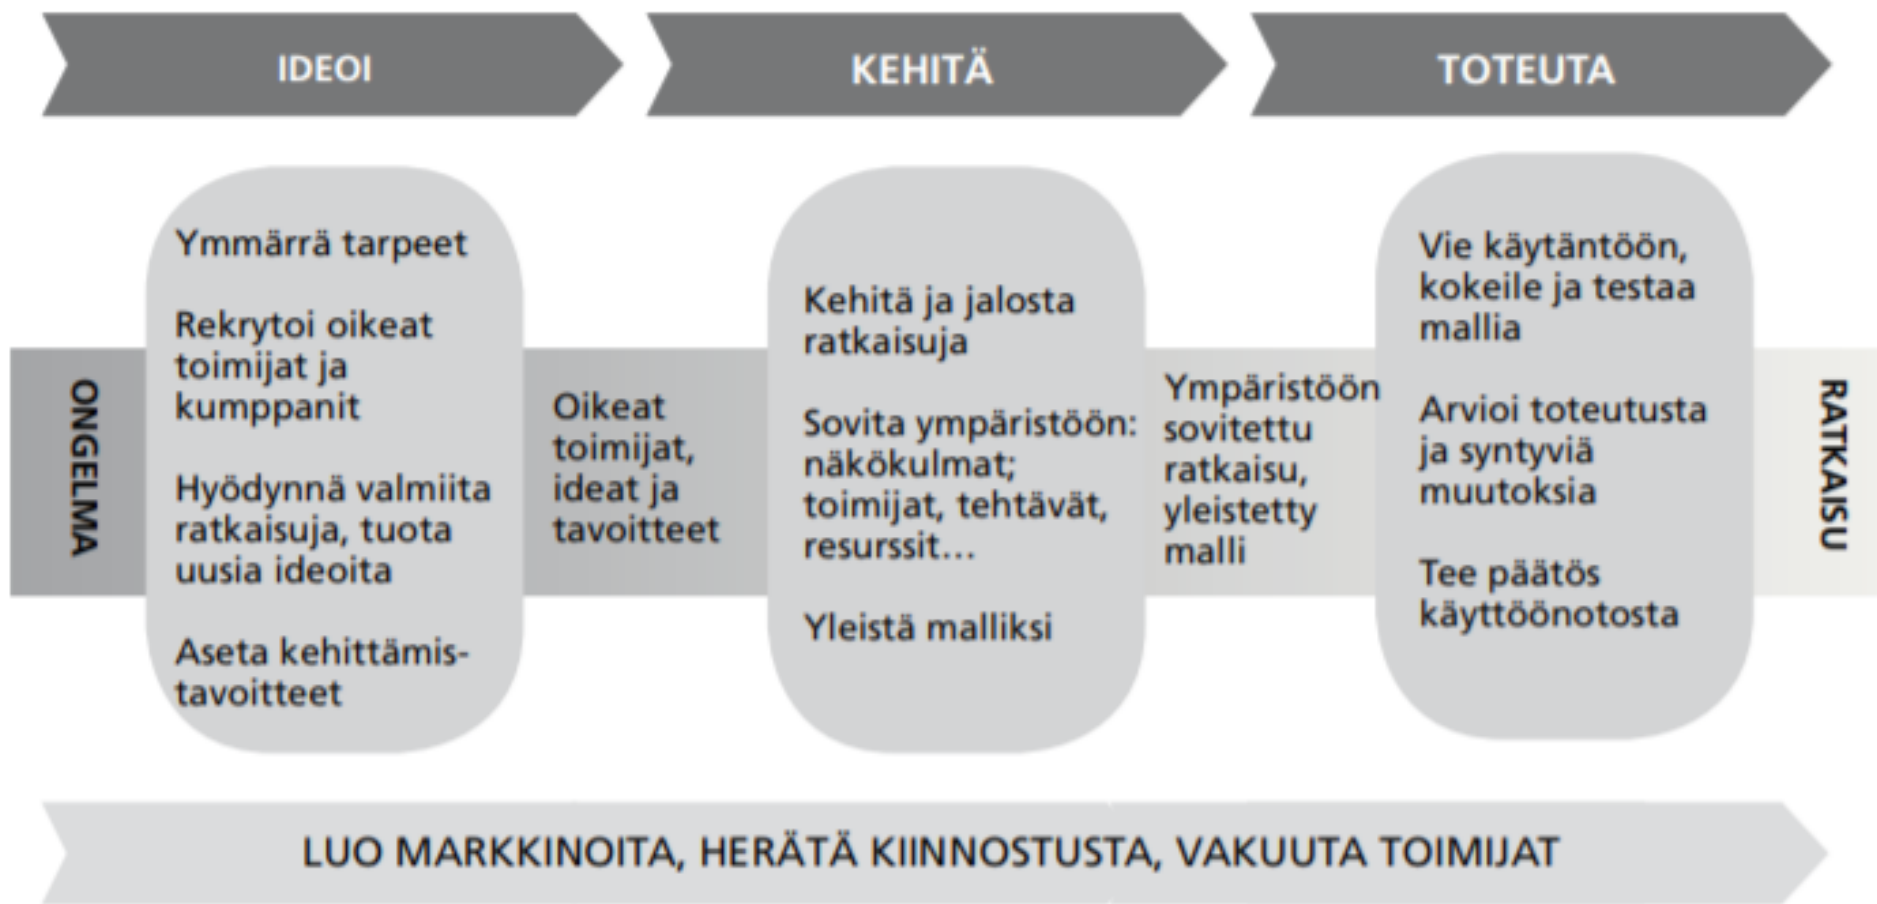 IDEOI
KEHITÄ
TOTEUTA
ONGELMA
Ymmärrä tarpeet
Rekrytoi oikeat
toimijat ja
kumppanit
Hyödynnä valmiita
ratkaisuja, tuota
uusia ideoita
Aseta kehittämis-
tavoitteet
Oikeat
toimijat,
ideat ja
tavoitteet
Kehitä ja jalosta
ratkaisuja
Sovita ympäristöön:
näkökulmat;
toimijat, tehtävät,
resurssit...
Yleistä malliksi
Ympäristöön
sovitettu
ratkaisu,
yleistetty
malli
Vie käytäntöön,
kokeile ja testaa
mallia
Arvioi toteutusta
ja syntyviä
muutoksia
Tee päätös
käyttöönotosta
RATKAISU
LUO MARKKINOITA, HERÄTÄ KIINNOSTUSTA, VAKUUTA TOIMIJAT